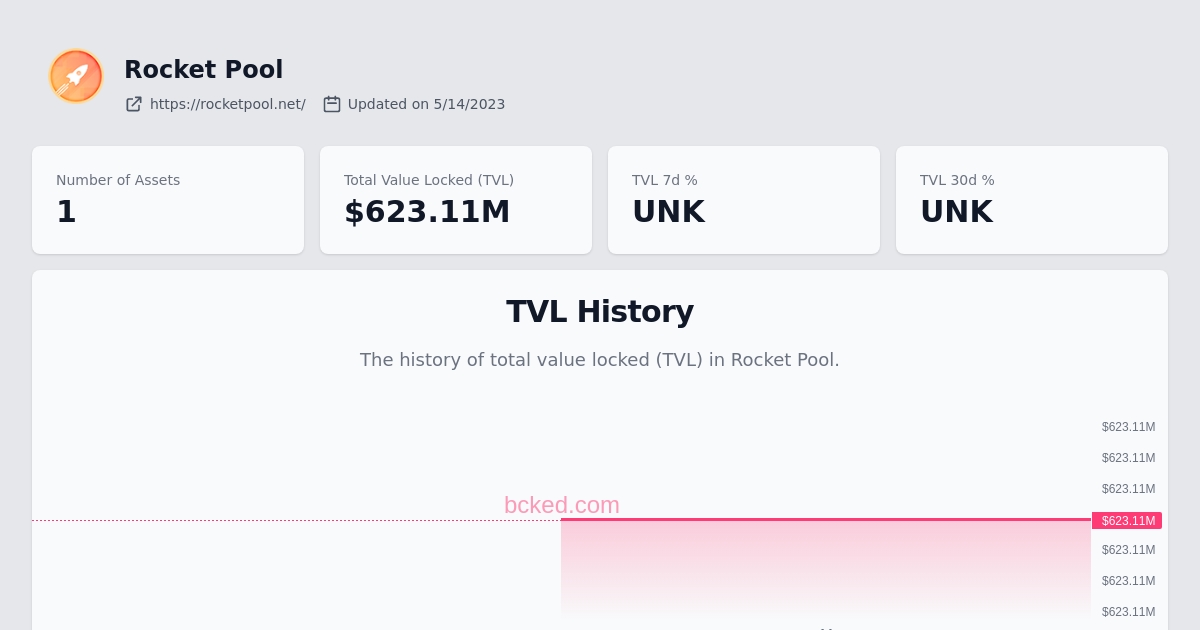 Rocket Pool
https://rocketpool.net/ Updated on 5/14/2023
Number of Assets
1
Total Value Locked (TVL)
$623.11M
TVL 7d %
UNK
TVL 30d %
UNK
TVL History
The history of total value locked (TVL) in Rocket Pool.
$623.11M
$623.11M
$623.11M
bcked.com
$623.11M
$623.11M
$623.11M
$623.11M